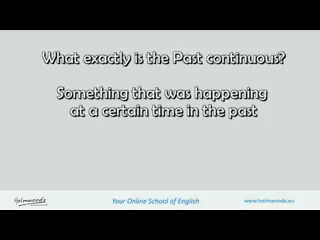 What exactly is the Past continuous?
Something that was happening
at a certain time in the past
Holmwoods
Your Online School of English
www.holmwoods.eu